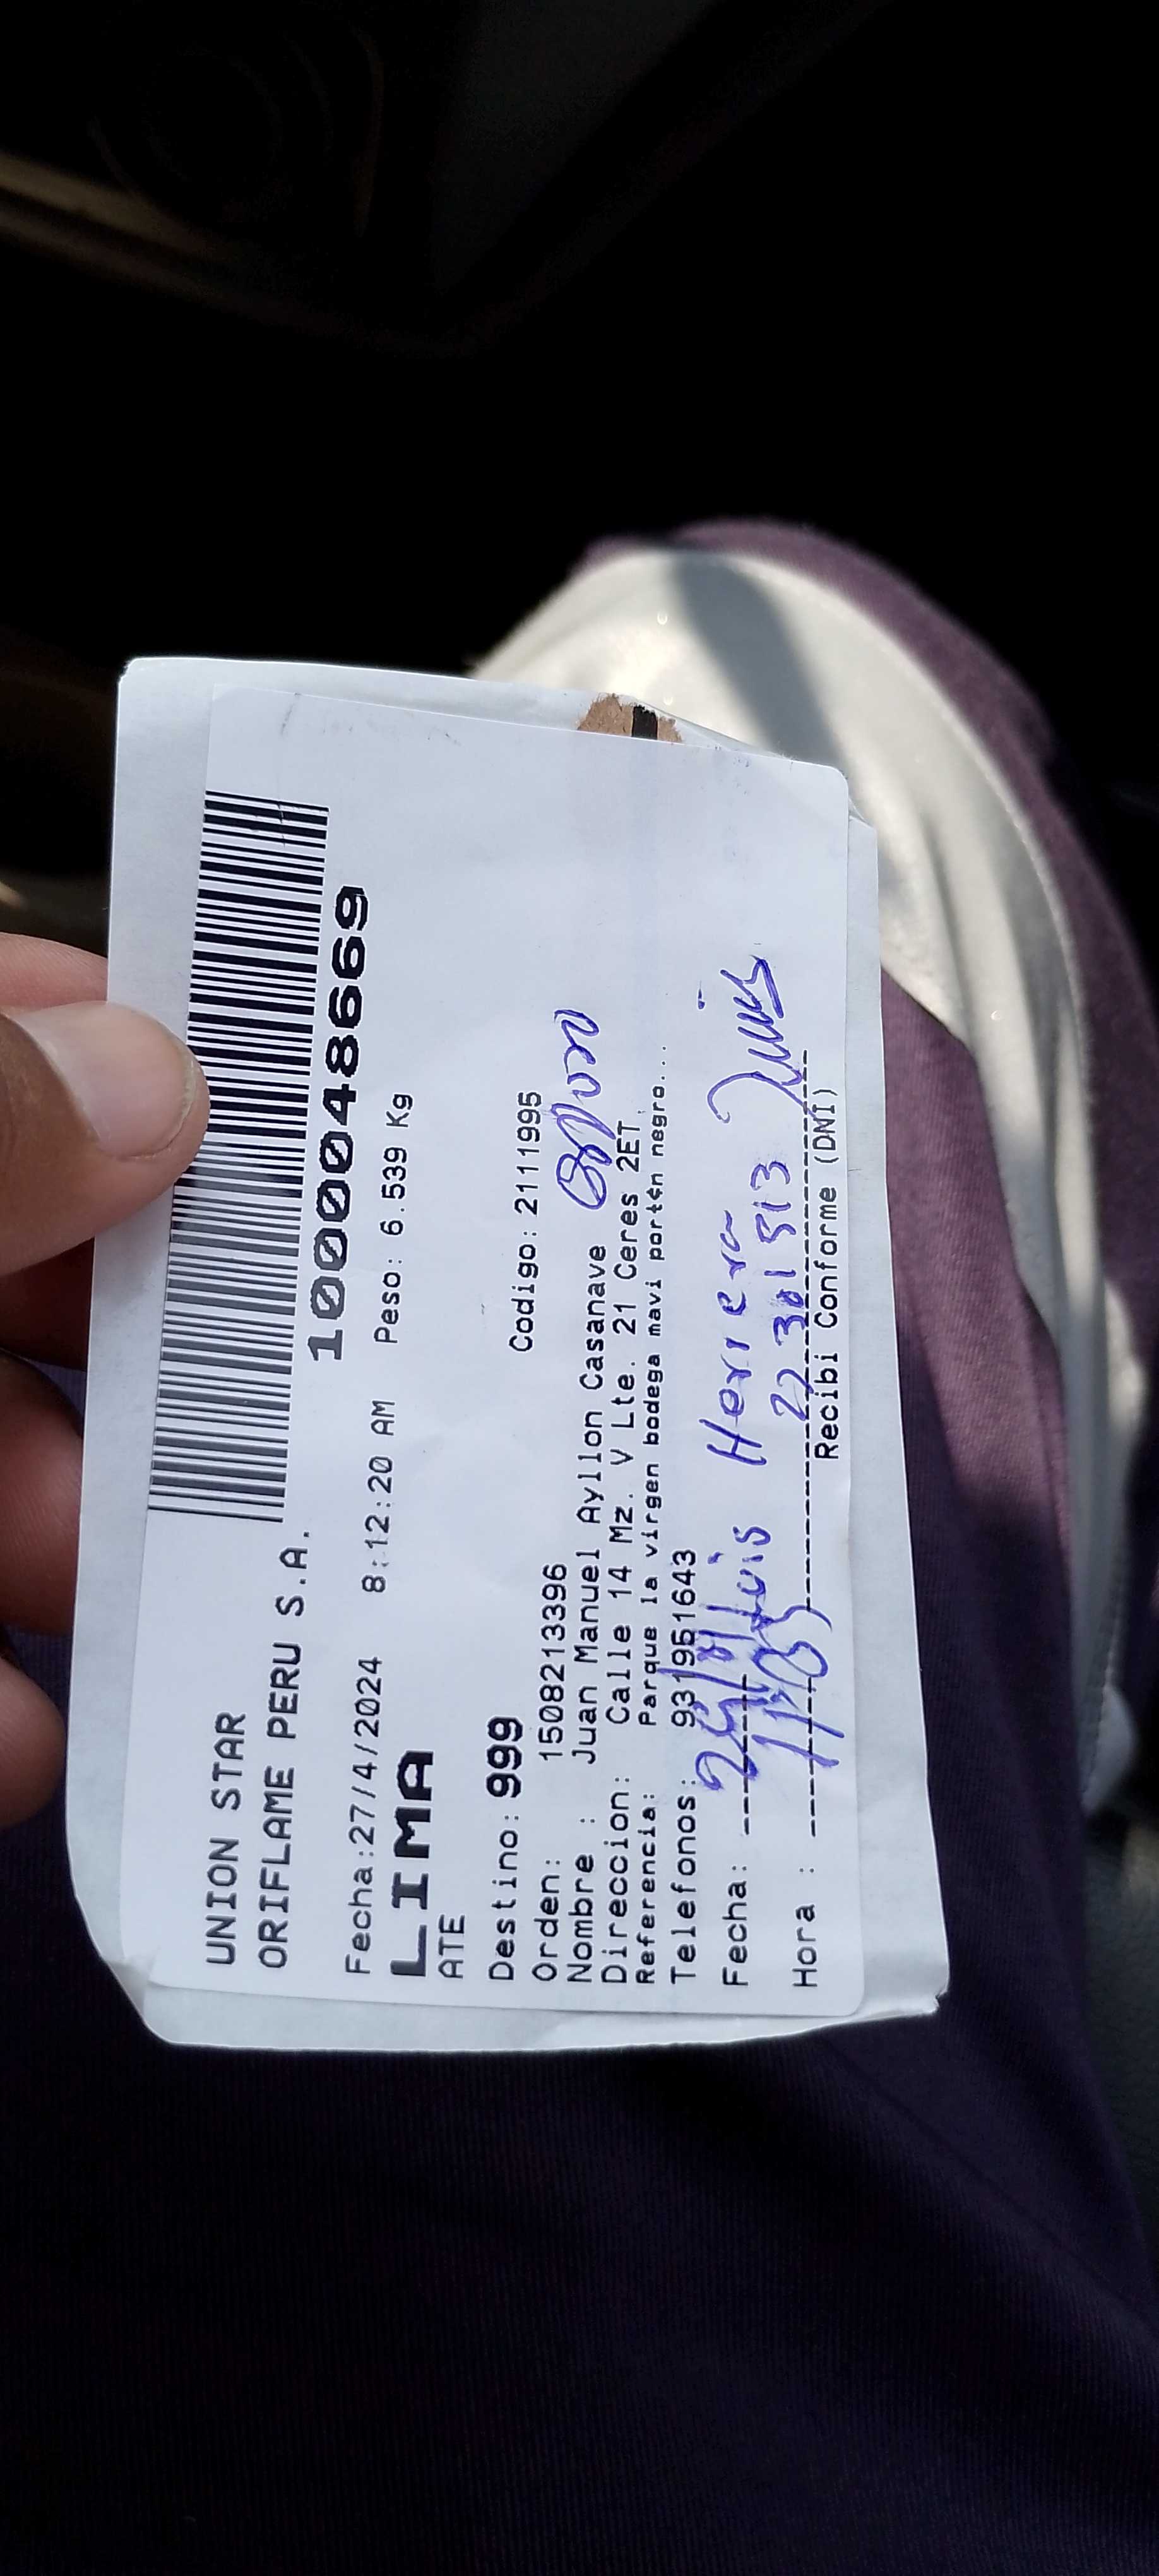 UNION STAR
ORIFLAME PERU S.A.
1000048669
Fecha:27/4/2024 8:12:20 AM Peso: 6.539 Kg
LIMA
ATE
Destino: 999
Orden: 1508213396 Codigo: 2111995
Nombre : Juan Manuel Ayllon Casanave
Direccion: Calle 14 Mz. V Lte. 21 Ceres 2ET
Referencia: Parque la virgen bodega mavi port¢n negro...
Telefonos: 931951643
Fecha: Luis Herrera Luis
Hora :
Recibi Conforme (DNI)